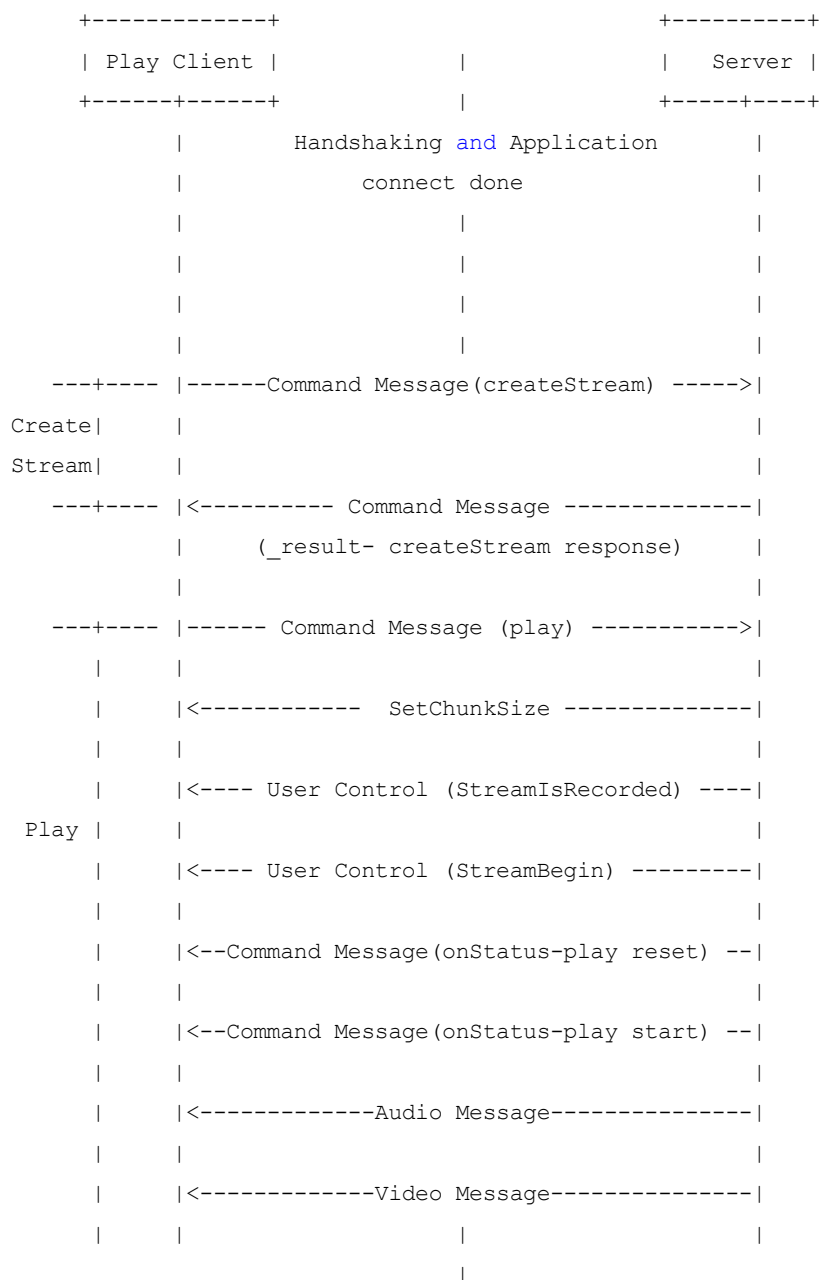 +-------------+                            +----------+
| Play Client |             |              |   Server |
+------+------+             |              +-----+----+
|        Handshaking and Application       |
|             connect done                 |
|                    |                     |
|                    |                     |
|                    |                     |
|                    |                     |
---+---- |------Command Message(createStream) ----->|
Create|     |                                          |
Stream|     |                                          |
---+---- |<---------- Command Message --------------|
|     (_result- createStream response)     |
|                                          |
---+---- |------ Command Message (play) ----------->|
|     |                                          |
|     |<------------  SetChunkSize --------------|
|     |                                          |
|     |<---- User Control (StreamIsRecorded) ----|
Play |     |                                          |
|     |<---- User Control (StreamBegin) ---------|
|     |                                          |
|     |<--Command Message(onStatus-play reset) --|
|     |                                          |
|     |<--Command Message(onStatus-play start) --|
|     |                                          |
|     |<-------------Audio Message---------------|
|     |                                          |
|     |<-------------Video Message---------------|
|     |                    |                     |
|